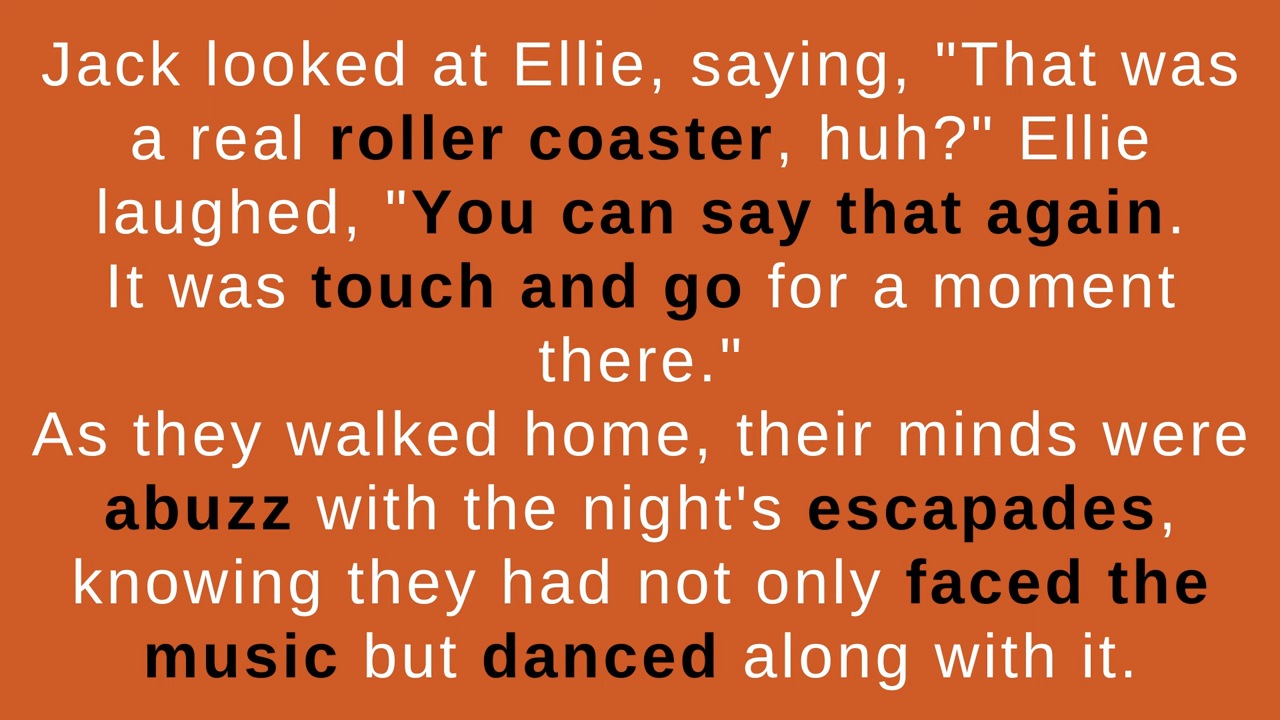 Jack looked at Ellie, saying, "That was
a real roller coaster, huh?" Ellie
laughed, "You can say that again.
It was touch and go for a moment
there."
As they walked home, their minds were
abuzz with the night's escapades,
knowing they had not only faced the
music but danced along with it.